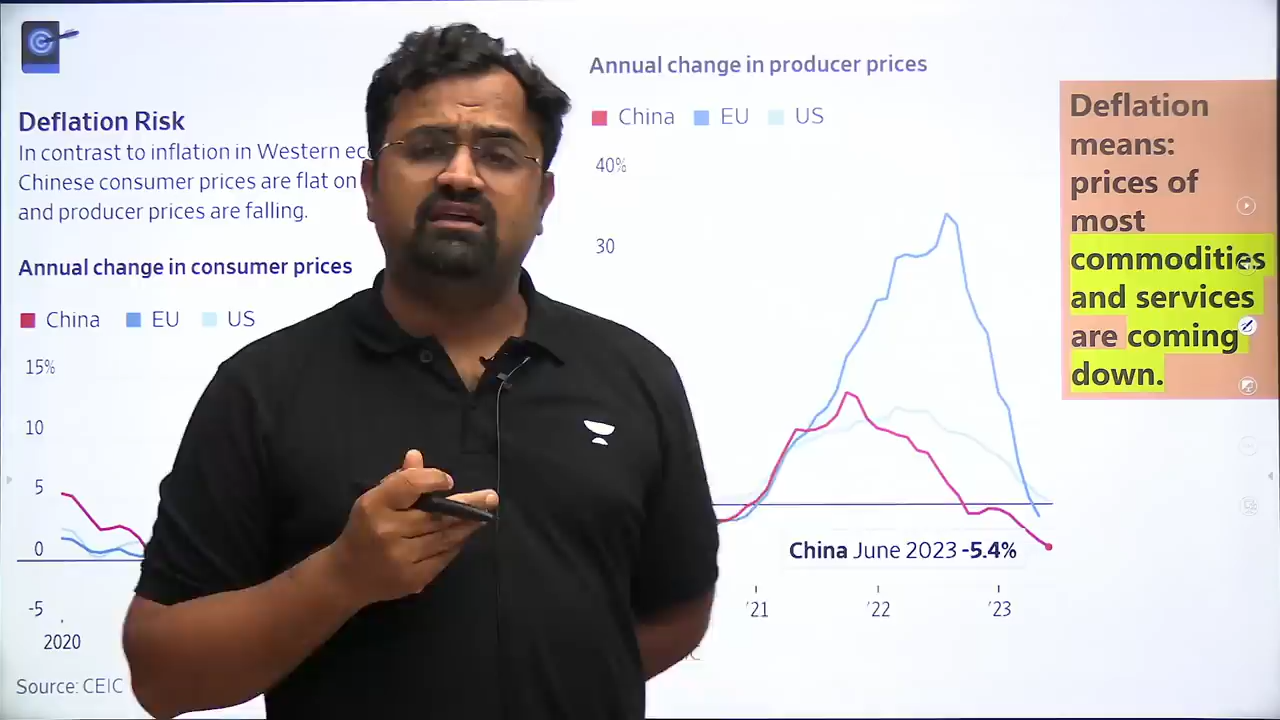 Deflation Risk
In contrast to inflation in Western
Chinese consumer prices are flat on
and producer prices are falling.
Annual change in consumer prices
China EU US
15%
10
5
0
-5
2020
Source: CEIC
Annual change in producer prices
China EU US
40%
30
China June 2023 -5.4%
'21 '22 '23
Deflation
means:
prices of
most
commodities
and services
are coming
down.